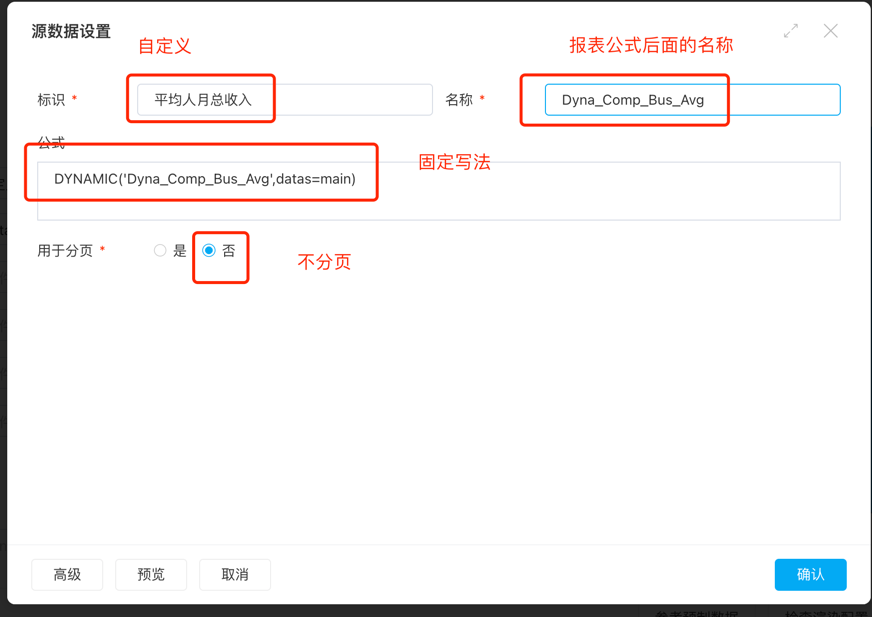 源数据设置
自定义
报表公式后面的名称
标识 *
平均人月总收入
名称 *
Dyna_Comp_Bus_Avg
公式
固定写法
DYNAMIC('Dyna_Comp_Bus_Avg',datas=main)
用于分页 *
是
否
不分页
高级
预览
取消
确认